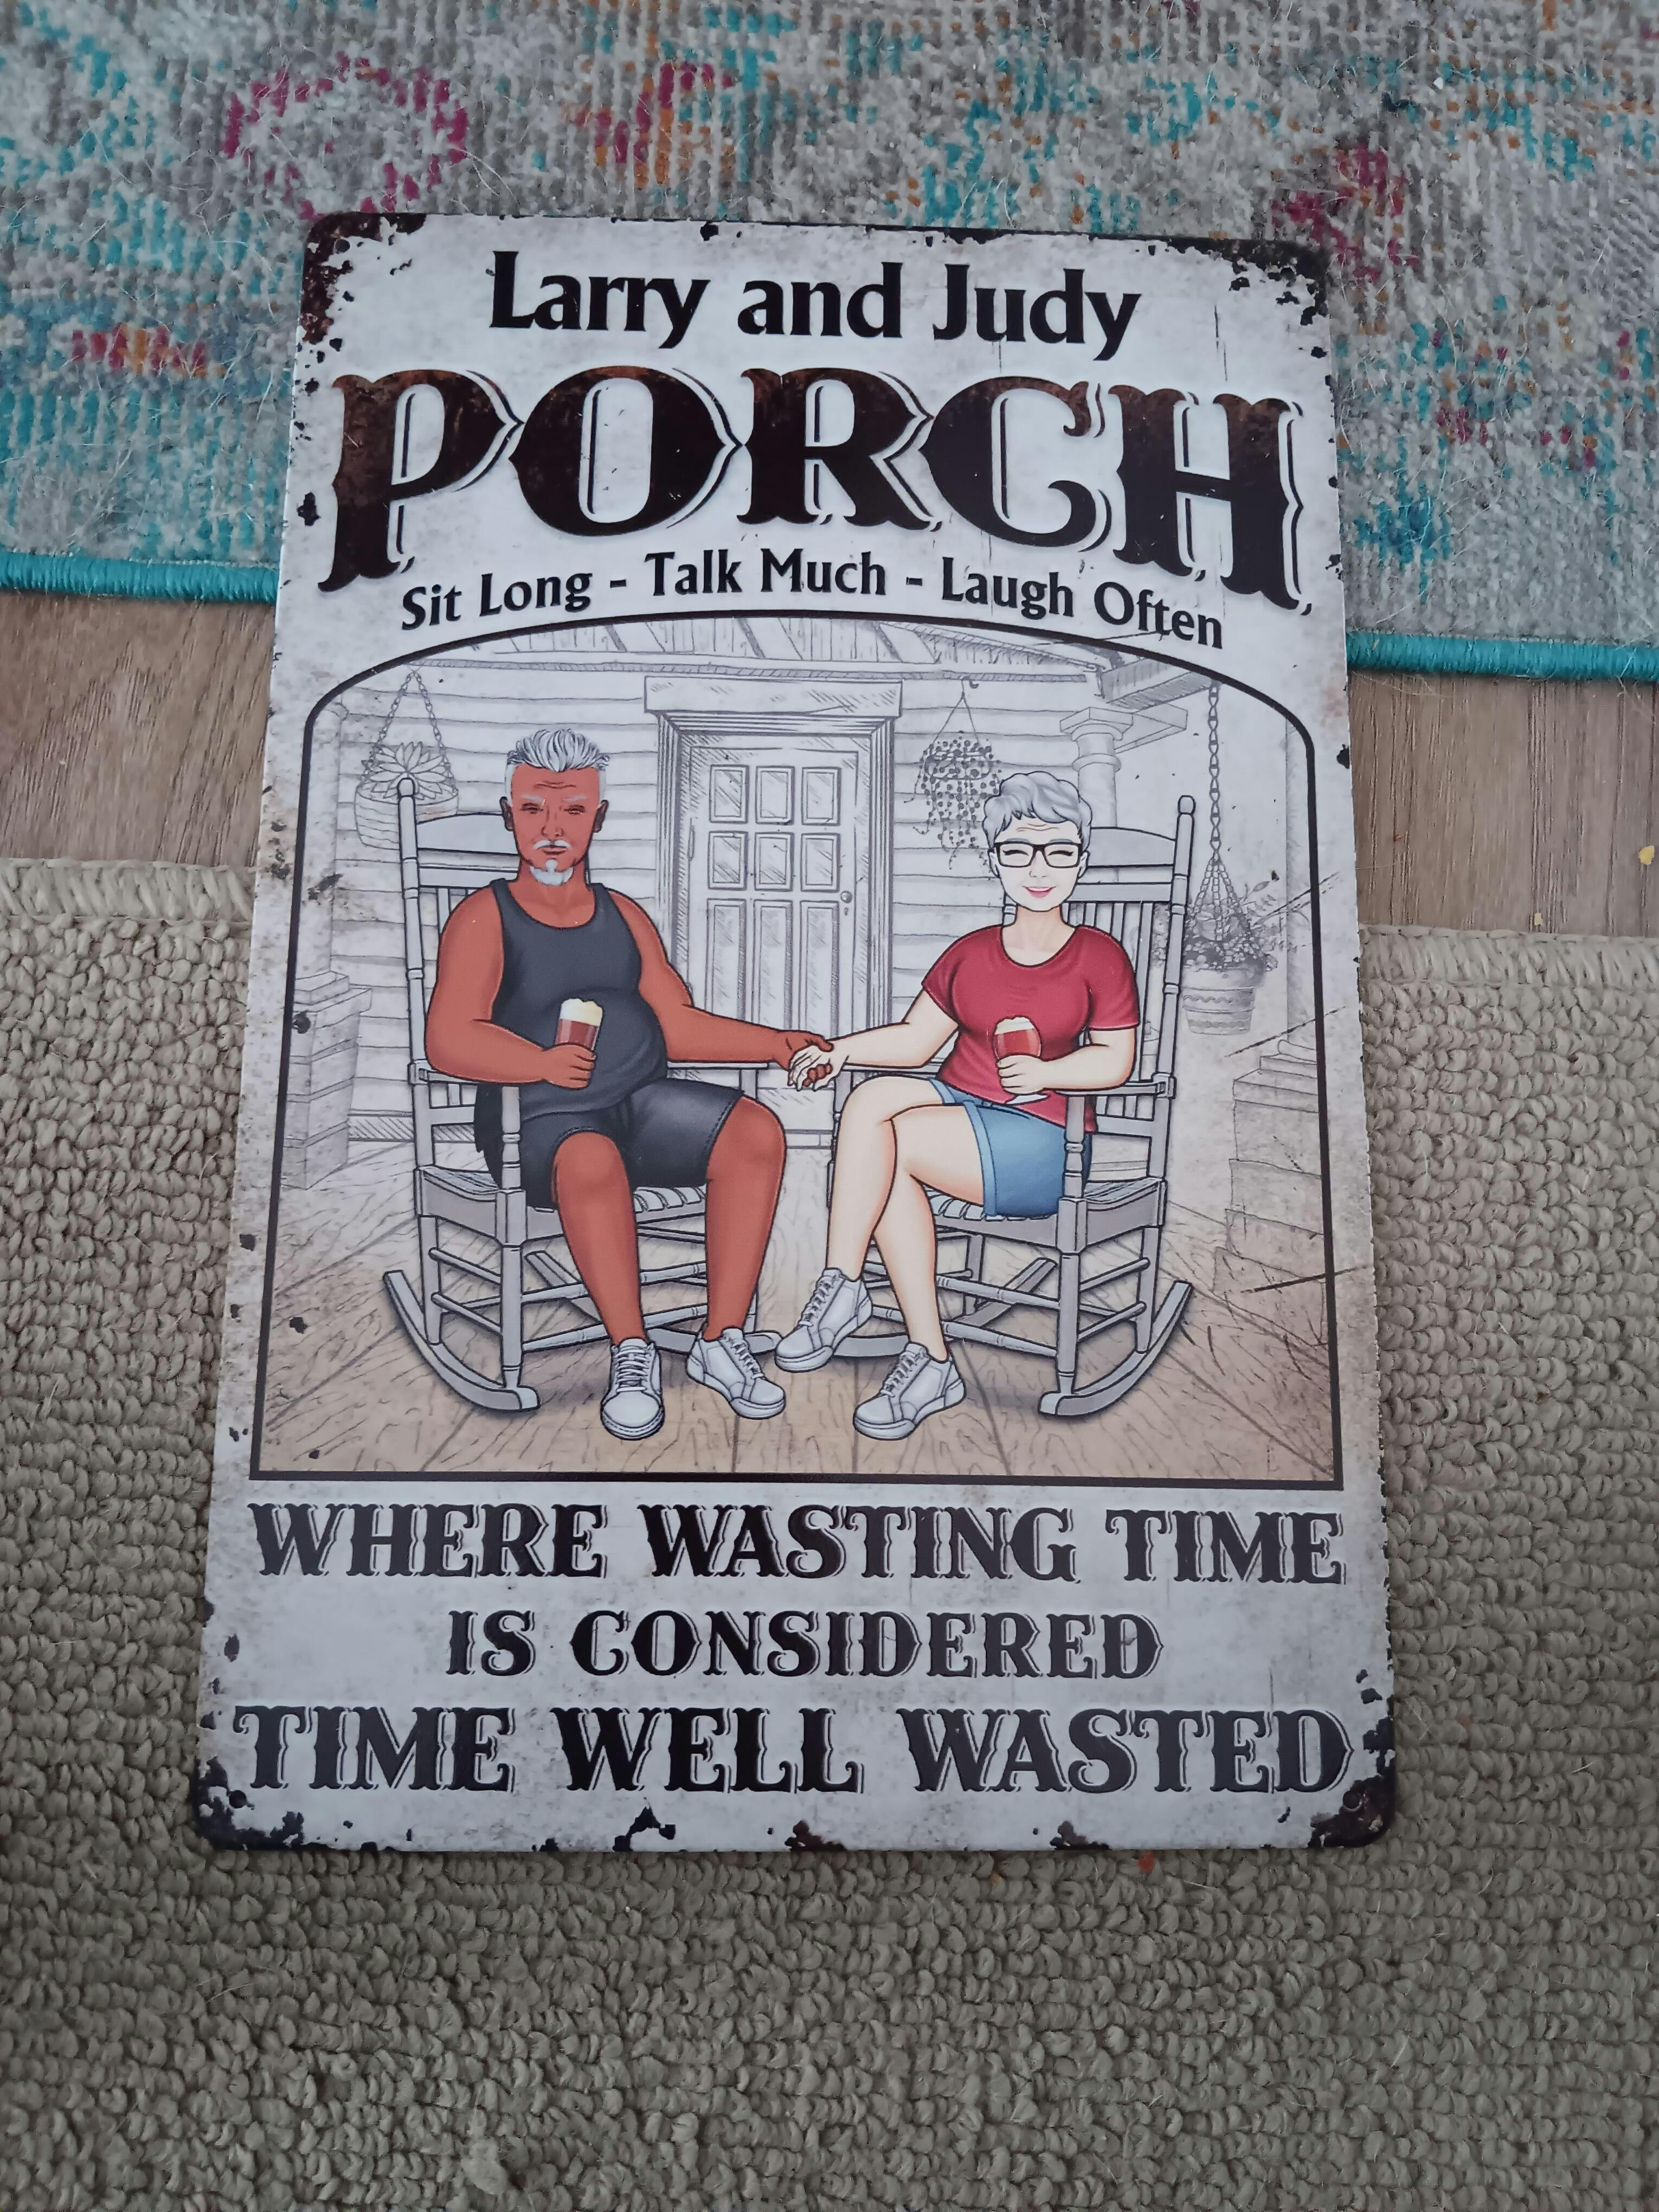 Larry and Judy
PORCH
Sit Long - Talk Much - Laugh Often
WHERE WASTING TIME
IS CONSIDERED
TIME WELL WASTED